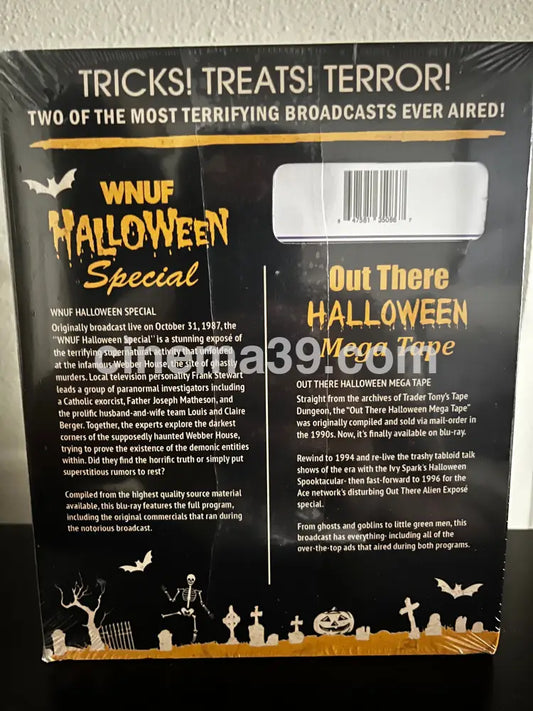 TRICKS! TREATS! TERROR!
TWO OF THE MOST TERRIFYING BROADCASTS EVER AIRED!
WNUF
HALLOWEEN
Special
WNUF HALLOWEEN SPECIAL
Originally broadcast live on October 31, 1987, the
"WNUF Halloween Special" is a stunning exposé of
the terrifying supernatural activity that unfolded
at the infamous Webber House, the site of ghastly
murders. Local television personality Frank Stewart
leads a group of paranormal investigators including
a Catholic exorcist, Father Joseph Matheson, and
the prolific husband-and-wife team Louis and Claire
Berger. Together, the experts explore the darkest
corners of the supposedly haunted Webber House,
trying to prove the existence of the demonic entities
within. Did they find the horrific truth or simply put
superstitious rumors to rest?
Compiled from the highest quality source material
available, this blu-ray features the full program,
including the original commercials that ran during
the notorious broadcast.
8 47581 35086 7
Out There
HALLOWEEN
Mega Tape
OUT THERE HALLOWEEN MEGA TAPE
Straight from the archives of Trader Tony's Tape
Dungeon, the "Out There Halloween Mega Tape"
was originally compiled and sold via mail-order in
the 1990s. Now, it's finally available on blu-ray.
Rewind to 1994 and re-live the trashy tabloid talk
shows of the era with the Ivy Spark's Halloween
Spooktacular- then fast-forward to 1996 for the
Ace network's disturbing Out There Alien Exposé
special.
From ghosts and goblins to little green men, this
broadcast has everything- including all of the
over-the-top ads that aired during both programs.
cinema39.com